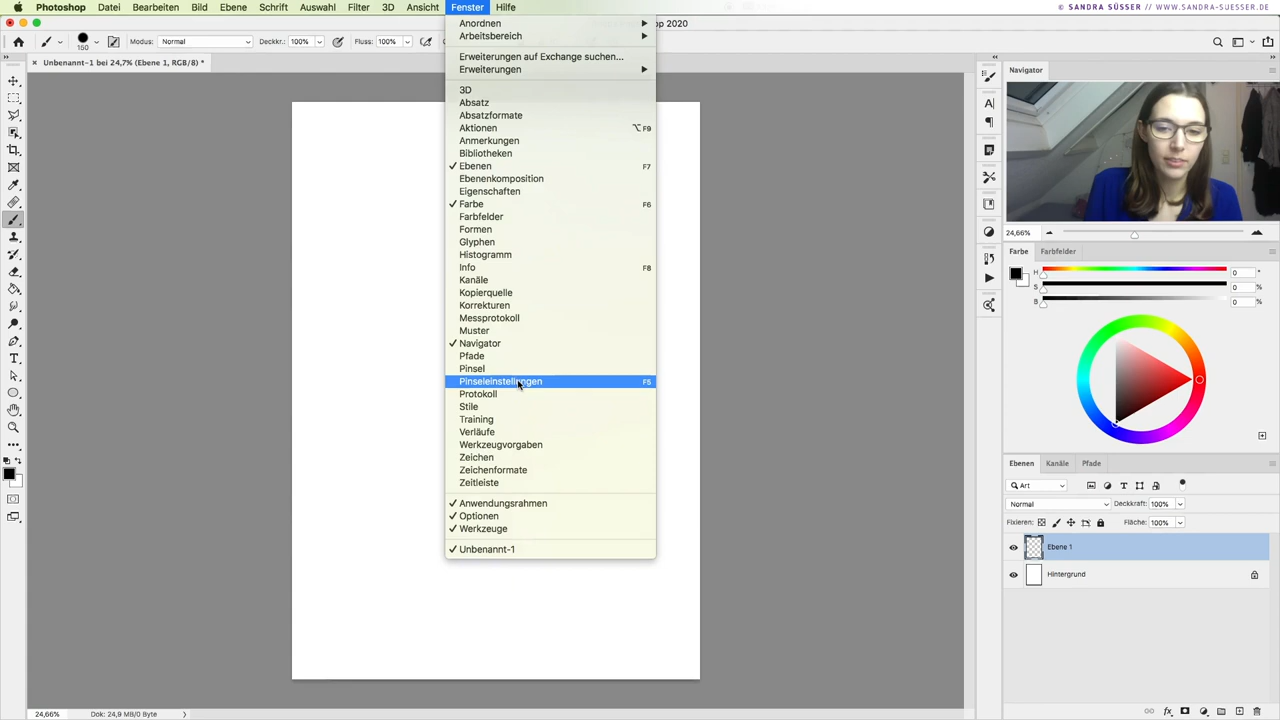 Photoshop Datei Bearbeiten Bild Ebene Schrift Auswahl Filter 3D Ansicht Fenster Hilfe
© SANDRA SÜSSER // WWW.SANDRA-SUESSER.DE
2020
150 Modus: Normal Deckkr.: 100% Fluss: 100%
Unbenannt-1 bei 24,7% (Ebene 1, RGB/8) *
Anordnen
Arbeitsbereich
Erweiterungen auf Exchange suchen...
Erweiterungen
3D
Absatz
Absatzformate
Aktionen ⌥F9
Anmerkungen
Bibliotheken
Ebenen F7
Ebenenkomposition
Eigenschaften
Farbe F6
Farbfelder
Formen
Glyphen
Histogramm
Info F8
Kanäle
Kopierquelle
Korrekturen
Messprotokoll
Muster
Navigator
Pfade
Pinsel
Pinseleinstellungen F5
Protokoll
Stile
Training
Verläufe
Werkzeugvorgaben
Zeichen
Zeichenformate
Zeitleiste
Anwendungsrahmen
Optionen
Werkzeuge
Unbenannt-1
Navigator
24,66%
Farbe Farbfelder
H 0 °
S 0 %
B 0 %
Ebenen Kanäle Pfade
Art
Normal Deckkraft: 100%
Fixieren: Fläche: 100%
Ebene 1
Hintergrund
24,66% Dok: 24,9 MB/0 Byte